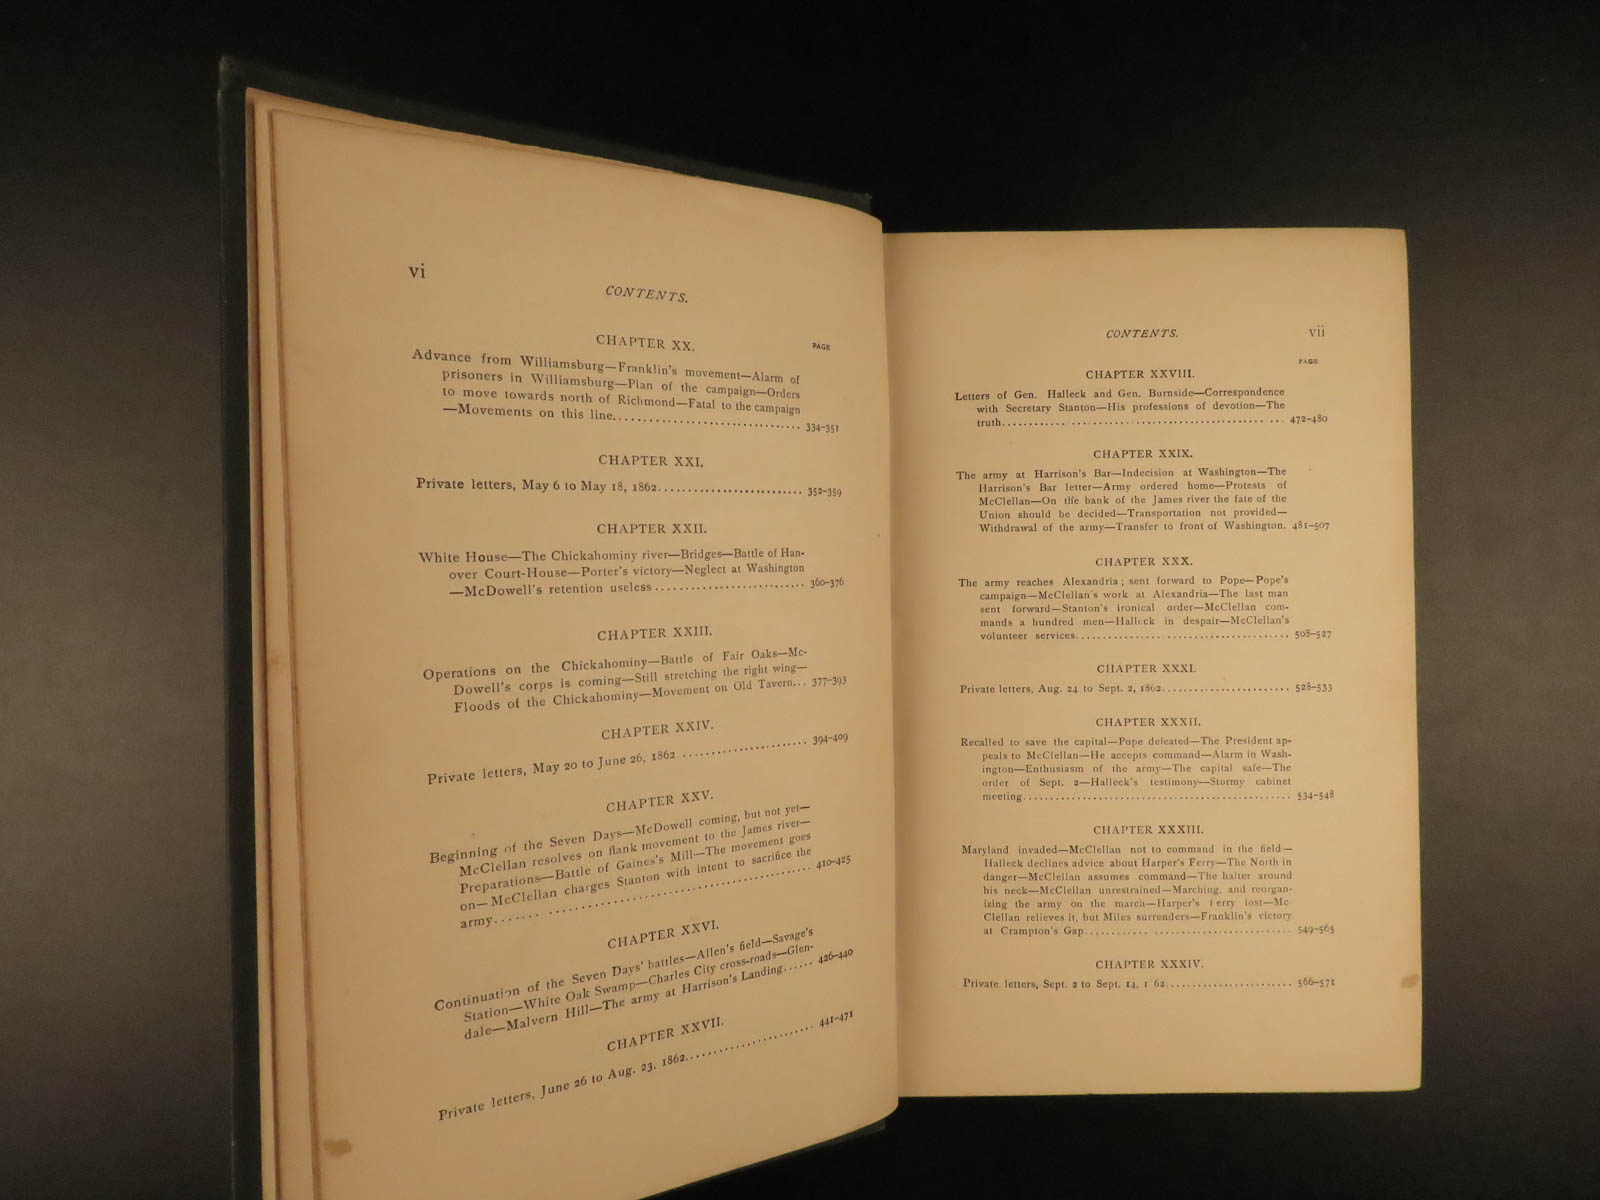 vi
CONTENTS.
CHAPTER XX.
PAGE
Advance from Williamsburg—Franklin's movement—Alarm of
prisoners in Williamsburg—Plan of the campaign—Orders
to move towards north of Richmond—Fatal to the campaign
—Movements on this line.............................. 334-351
CHAPTER XXI.
Private letters, May 6 to May 18, 1862......................... 352-359
CHAPTER XXII.
White House—The Chickahominy river—Bridges—Battle of Han-
over Court-House—Porter's victory—Neglect at Washington
—McDowell's retention useless.......................... 360-376
CHAPTER XXIII.
Operations on the Chickahominy—Battle of Fair Oaks—Mc-
Dowell's corps is coming—Still stretching the right wing—
Floods of the Chickahominy—Movement on Old Tavern... 377-393
CHAPTER XXIV.
Private letters, May 20 to June 26, 1862...................... 394-409
CHAPTER XXV.
Beginning of the Seven Days—McDowell coming, but not yet—
McClellan resolves on flank movement to the James river—
Preparations—Battle of Gaines's Mill—The movement goes
on—McClellan charges Stanton with intent to sacrifice the
army....... .................................... 410-425
CHAPTER XXVI.
Continuation of the Seven Days' battles—Allen's field—Savage's
Station—White Oak Swamp—Charles City cross-roads—Glen-
dale—Malvern Hill—The army at Harrison's Landing...... 426-440
CHAPTER XXVII.
Private letters, June 26 to Aug. 23, 1862...................... 441-471
CONTENTS.
vii
PAGE
CHAPTER XXVIII.
Letters of Gen. Halleck and Gen. Burnside—Correspondence
with Secretary Stanton—His professions of devotion—The
truth............ ................................ ... 472-480
CHAPTER XXIX.
The army at Harrison's Bar—Indecision at Washington—The
Harrison's Bar letter—Army ordered home—Protests of
McClellan—On the bank of the James river the fate of the
Union should be decided—Transportation not provided—
Withdrawal of the army—Transfer to front of Washington. 481-507
CHAPTER XXX.
The army reaches Alexandria; sent forward to Pope—Pope's
campaign—McClellan's work at Alexandria—The last man
sent forward—Stanton's ironical order—McClellan com-
mands a hundred men—Halleck in despair—McClellan's
volunteer services...................................... 508-527
CHAPTER XXXI.
Private letters, Aug. 24 to Sept. 2, 1862....................... 528-533
CHAPTER XXXII.
Recalled to save the capital—Pope defeated—The President ap-
peals to McClellan—He accepts command—Alarm in Wash-
ington—Enthusiasm of the army—The capital safe—The
order of Sept. 2—Halleck's testimony—Stormy cabinet
meeting............................................... 534-548
CHAPTER XXXIII.
Maryland invaded—McClellan not to command in the field—
Halleck declines advice about Harper's Ferry—The North in
danger—McClellan assumes command—The halter around
his neck—McClellan unrestrained—Marching, and reorgan-
izing the army on the march—Harper's Ferry lost—Mc-
Clellan relieves it, but Miles surrenders—Franklin's victory
at Crampton's Gap........... ......................... 549-565
CHAPTER XXXIV.
Private letters, Sept. 2 to Sept. 14, 1 62...................... 566-571